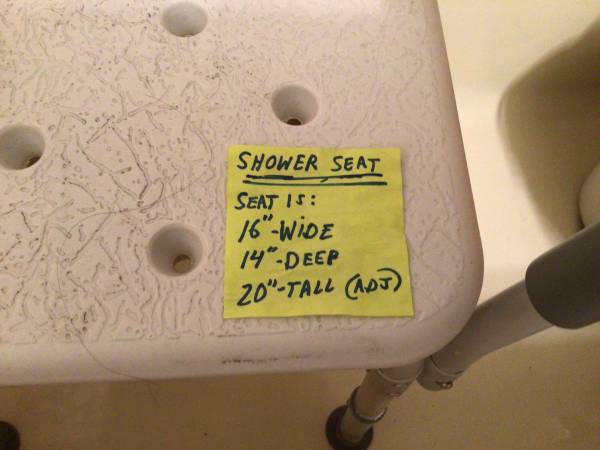 SHOWER SEAT
SEAT IS:
16"-WIDE
14"-DEEP
20"-TALL (ADJ)